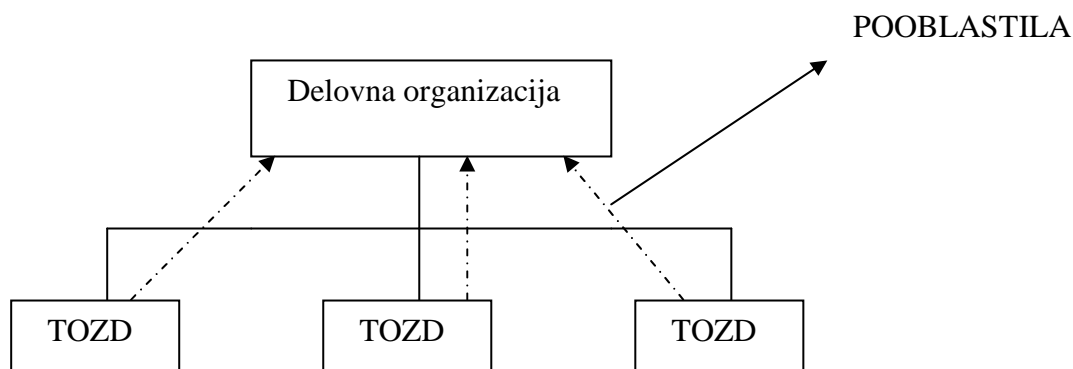 POOBLASTILA
Delovna organizacija
TOZD
TOZD
TOZD